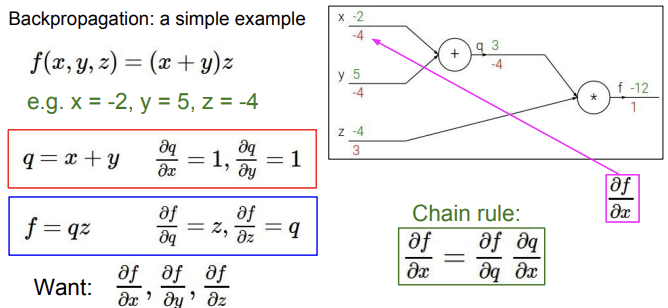 Backpropagation: a simple example
f(x, y, z) = (x + y)z
e.g. x = -2, y = 5, z = -4
q = x + y ∂q/∂x = 1, ∂q/∂y = 1
f = qz ∂f/∂q = z, ∂f/∂z = q
Want: ∂f/∂x, ∂f/∂y, ∂f/∂z
x -2
-4
y 5
-4
z -4
3
+
q 3
-4
*
f -12
1
∂f/∂x
Chain rule:
∂f/∂x = ∂f/∂q ∂q/∂x